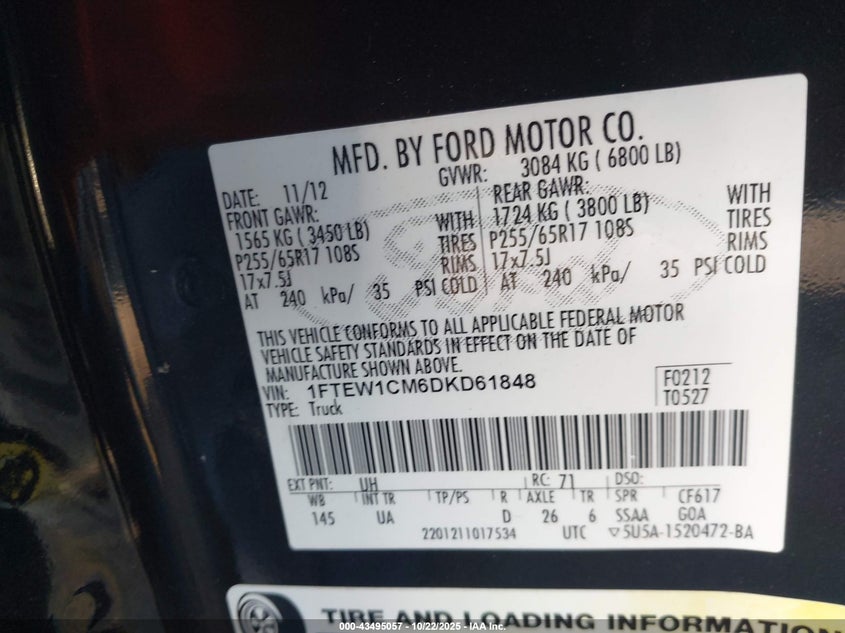 MFD. BY FORD MOTOR CO.
DATE: 11/12
GVWR: 3084 KG ( 6800 LB)
FRONT GAWR:
1565 KG ( 3450 LB) WITH
P255/65R17 108S TIRES
17x7.5J RIMS
AT 240 kPa/ 35 PSI COLD
REAR GAWR:
1724 KG ( 3800 LB) WITH
P255/65R17 108S TIRES
17x7.5J RIMS
AT 240 kPa/ 35 PSI COLD
THIS VEHICLE CONFORMS TO ALL APPLICABLE FEDERAL MOTOR
VEHICLE SAFETY STANDARDS IN EFFECT ON THE DATE OF
MANUFACTURE SHOWN ABOVE.
VIN: 1FTEW1CM6DKD61848
TYPE: Truck
F0212
T0527
EXT PNT: UH RC: 71 DSO:
WB INT TR TP/PS R AXLE TR SPR CF617
145 UA D 26 6 SSAA GOA
2201211017534 UTC ▽5U5A-1520472-BA
TIRE AND LOADING INFORMATION
000-43495057 - 10/22/2025 - IAA Inc.